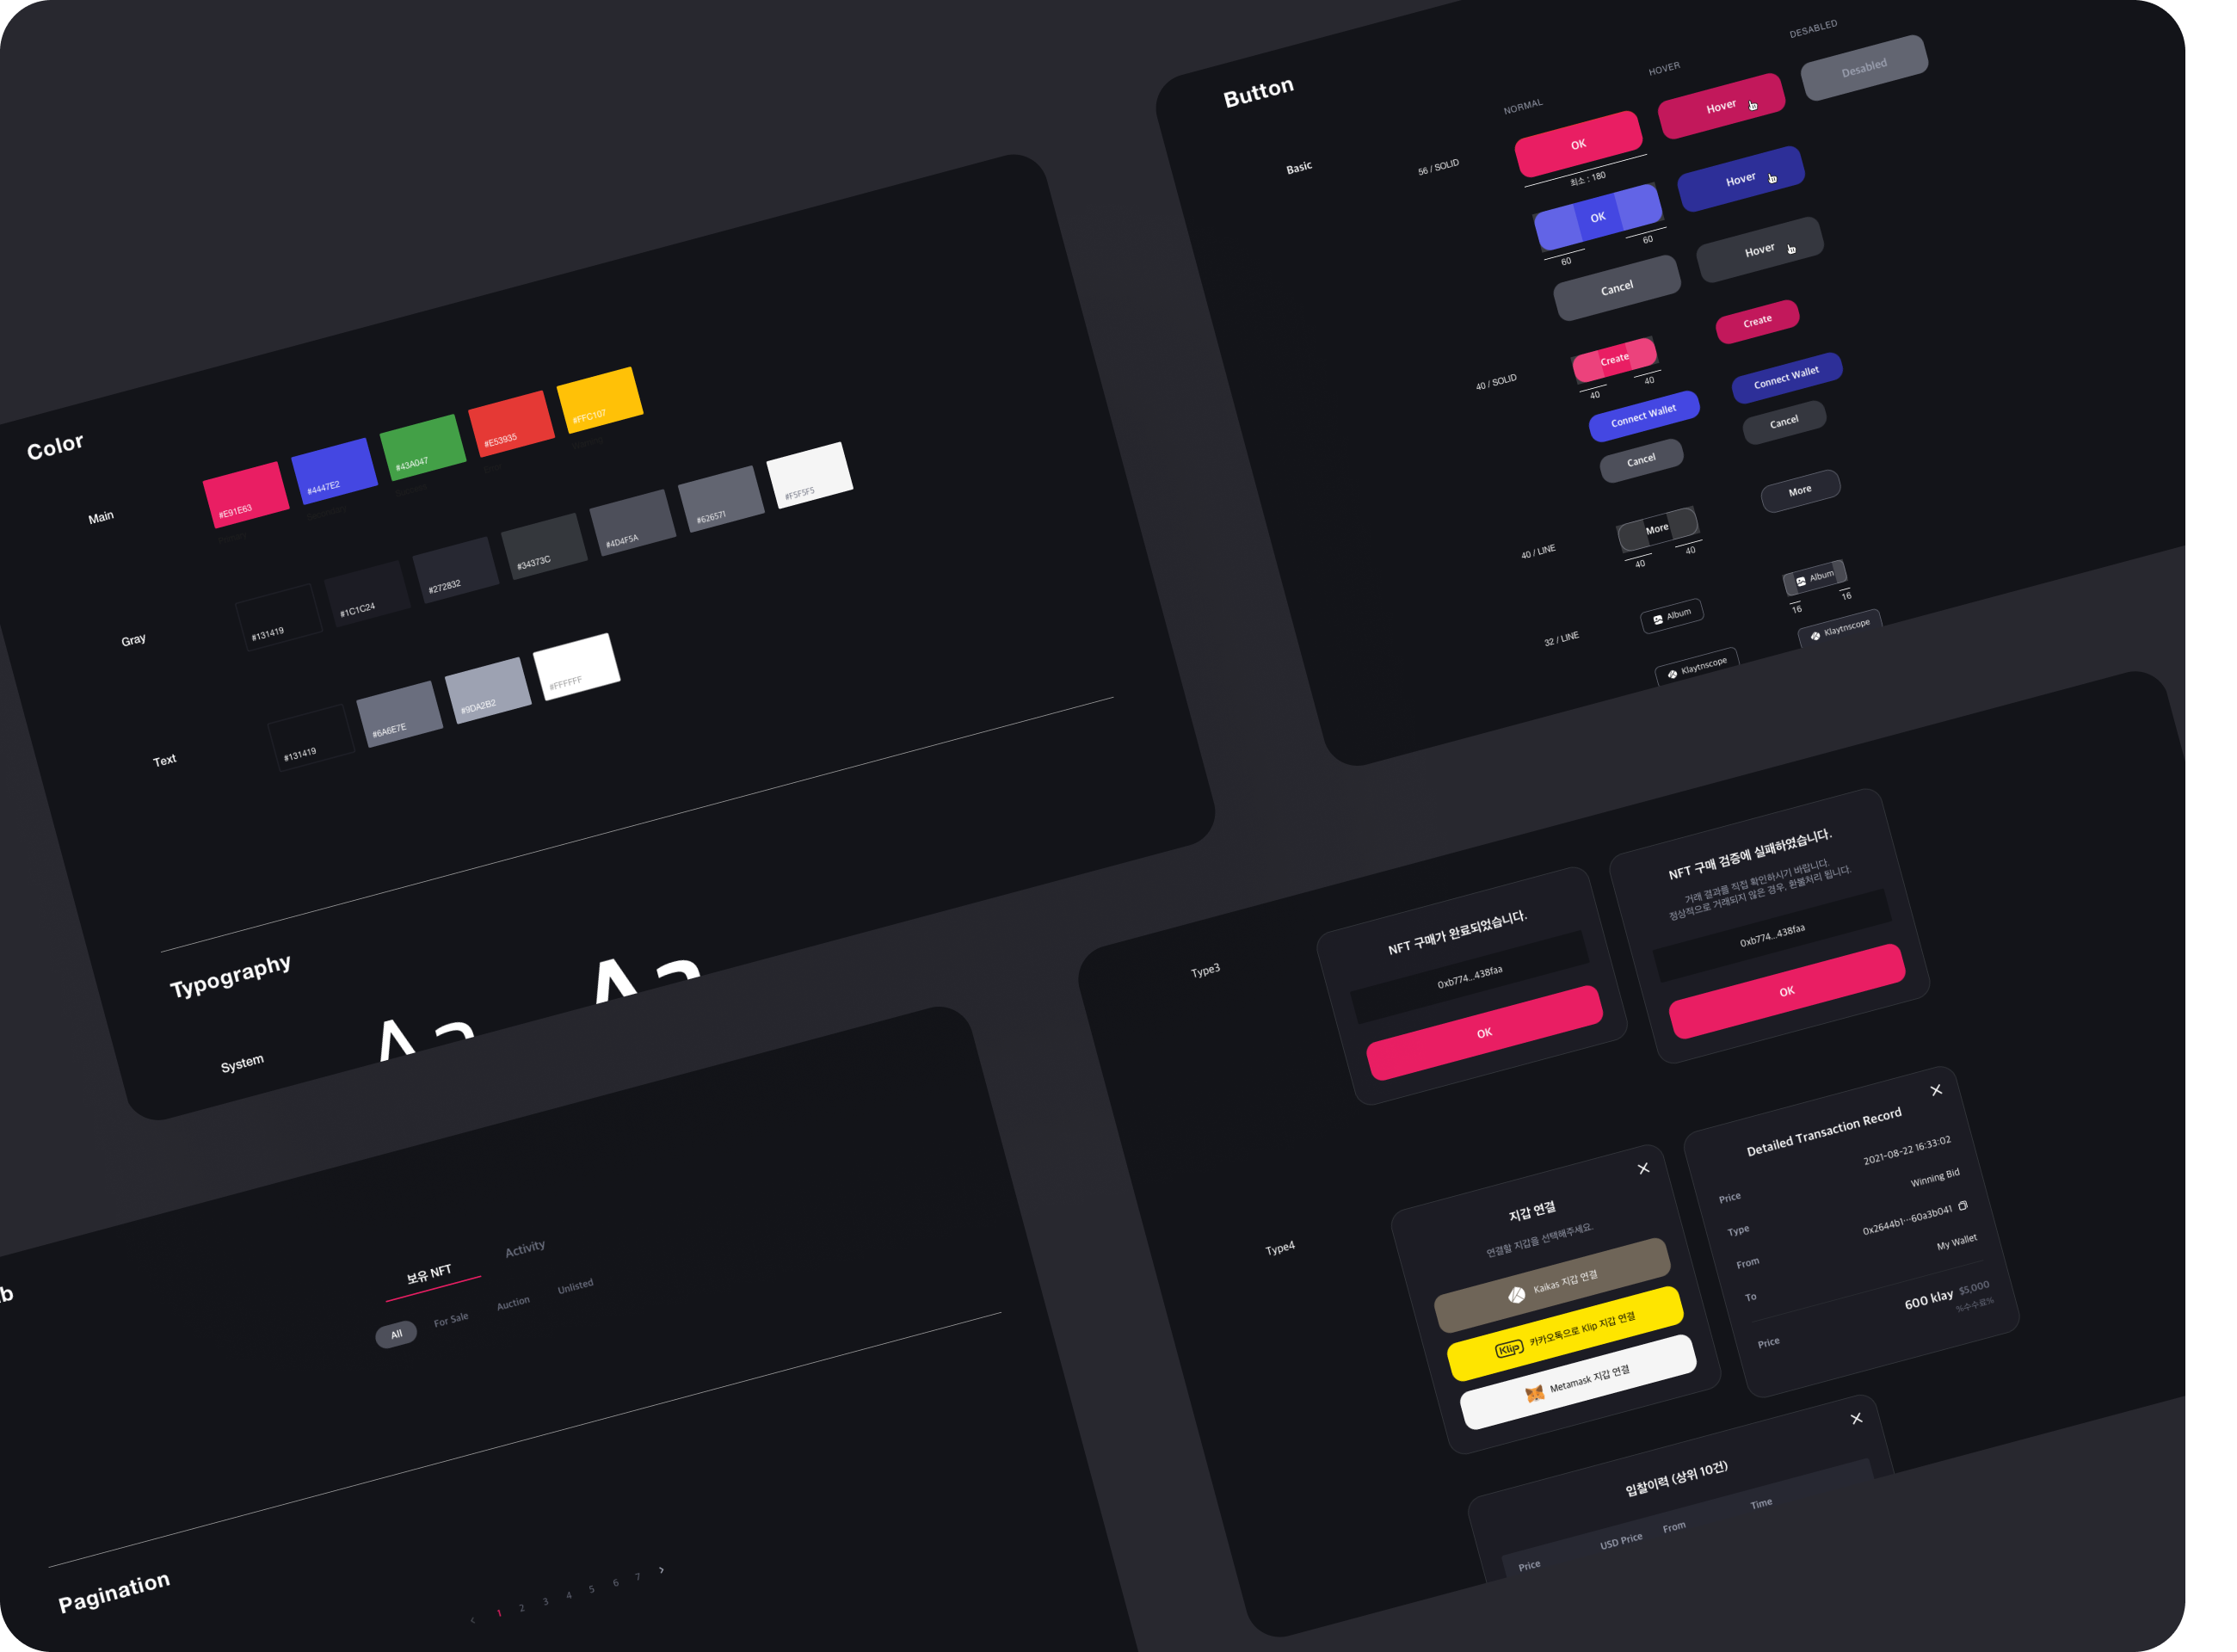 Color
Main
#E91E63
#4447E2
#43A047
#E53935
#FFC107
Gray
#131419
#1C1C24
#272832
#34373C
#4D4F5A
#626571
#F5F5F5
Text
#131419
#6A6E7E
#9DA2B2
#FFFFFF
Typography
System
Aa
Aa
Button
NORMAL
HOVER
DESABLED
Basic
56 / SOLID
OK
Hover
Desabled
최소 : 180
OK
Hover
60
60
Cancel
Hover
40 / SOLID
Create
Create
40
40
Connect Wallet
Connect Wallet
Cancel
Cancel
40 / LINE
More
More
40
40
32 / LINE
Album
Album
16
16
Klaytnscope
Klaytnscope
b
보유 NFT
Activity
All
For Sale
Auction
Unlisted
Pagination
‹ 1 2 3 4 5 6 7 ›
Type3
NFT 구매가 완료되었습니다.
0xb774...438faa
OK
NFT 구매 검증에 실패하였습니다.
거래 결과를 직접 확인하시기 바랍니다.
정상적으로 거래되지 않은 경우, 환불처리 됩니다.
0xb774...438faa
OK
Type4
지갑 연결
연결할 지갑을 선택해주세요.
Kaikas 지갑 연결
Klip 카카오톡으로 Klip 지갑 연결
Metamask 지갑 연결
Detailed Transaction Record
2021-08-22 16:33:02
Price
Winning Bid
Type
0x2644b1···60a3b041
From
My Wallet
To
600 klay $5,000
%수수료%
Price
입찰이력 (상위 10건)
Price
USD Price
From
Time